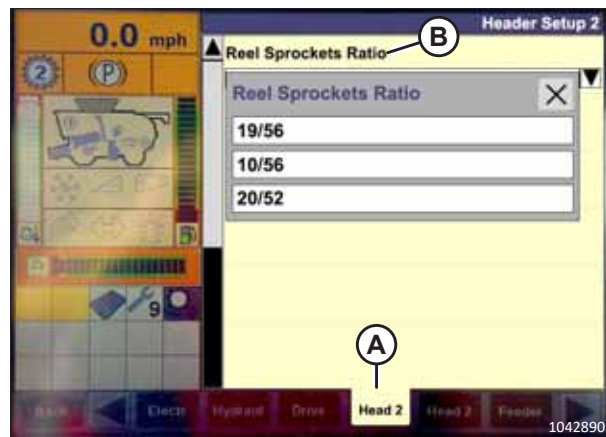 Header Setup 2
0.0 mph
B
Reel Sprockets Ratio
2
P
Reel Sprockets Ratio
19/56
10/56
20/52
9
A
Back
Electr
Hydraul
Drive
Head 2
Head 2
Feeder
1042890